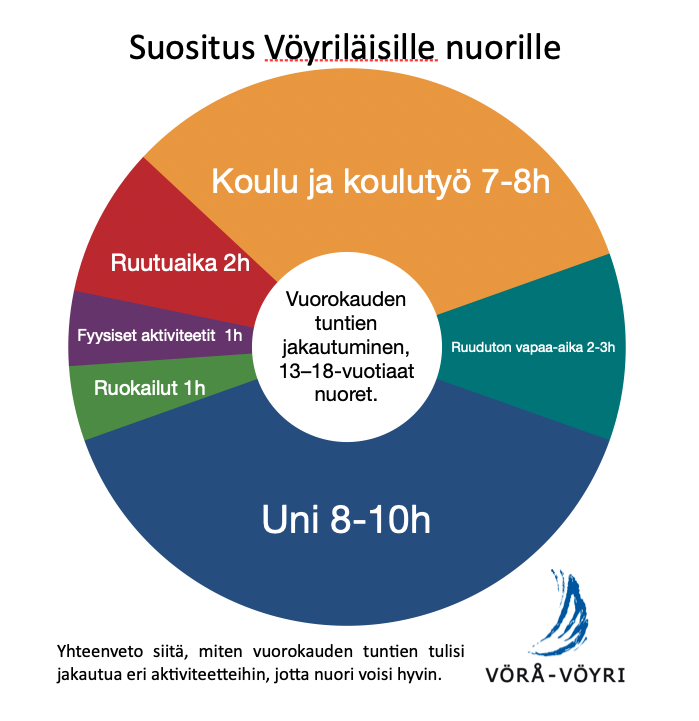 Suositus Vöyriläisille nuorille
Koulu ja koulutyö 7-8h
Ruutuaika 2h
Vuorokauden
tuntien
jakautuminen,
13–18-vuotiaat
nuoret.
Fyysiset aktiviteetit 1h
Ruuduton vapaa-aika 2-3h
Ruokailut 1h
Uni 8-10h
Yhteenveto siitä, miten vuorokauden tuntien tulisi
jakautua eri aktiviteetteihin, jotta nuori voisi hyvin.
VÖRÅ-VÖYRI